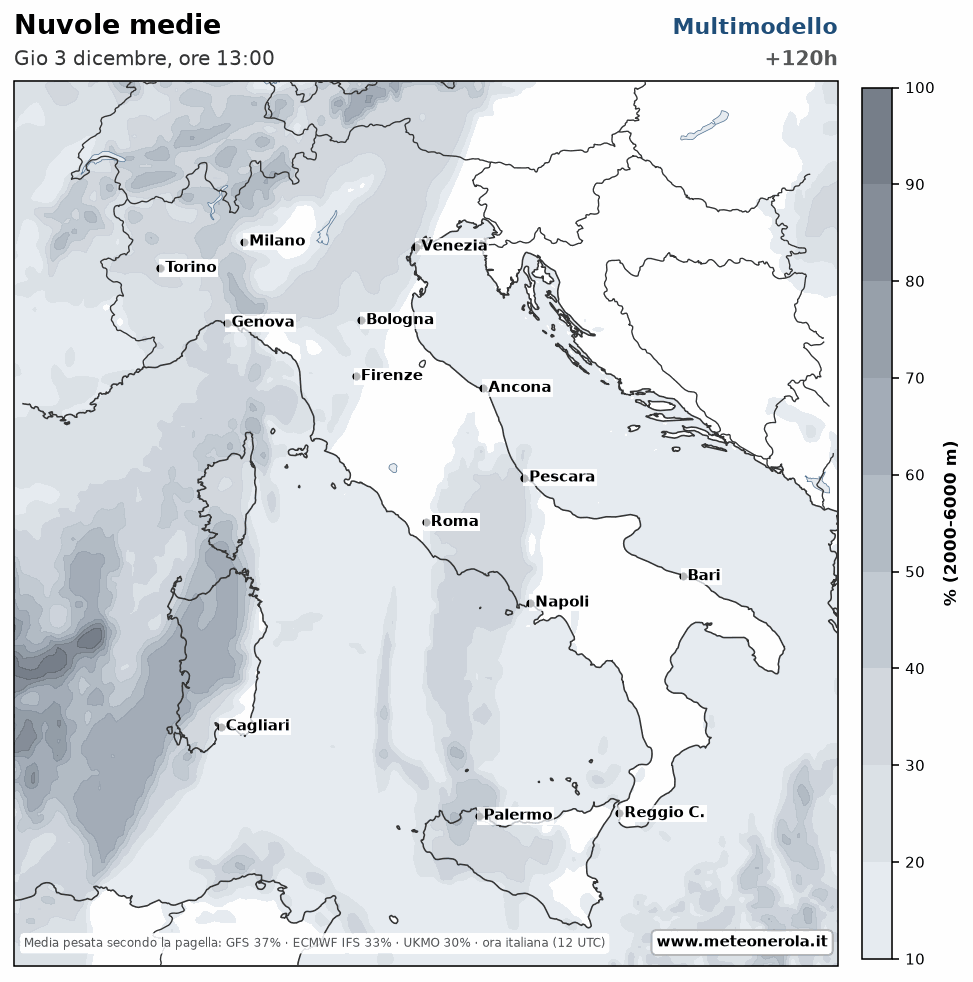 Nuvole medie
Multimodello
Gio 3 dicembre, ore 13:00
+120h
100
90
80
70
60
50
40
30
20
10
% (2000-6000 m)
Milano
Venezia
Torino
Genova
Bologna
Firenze
Ancona
Pescara
Roma
Bari
Napoli
Cagliari
Palermo
Reggio C.
Media pesata secondo la pagella: GFS 37% · ECMWF IFS 33% · UKMO 30% · ora italiana (12 UTC)
www.meteonerola.it